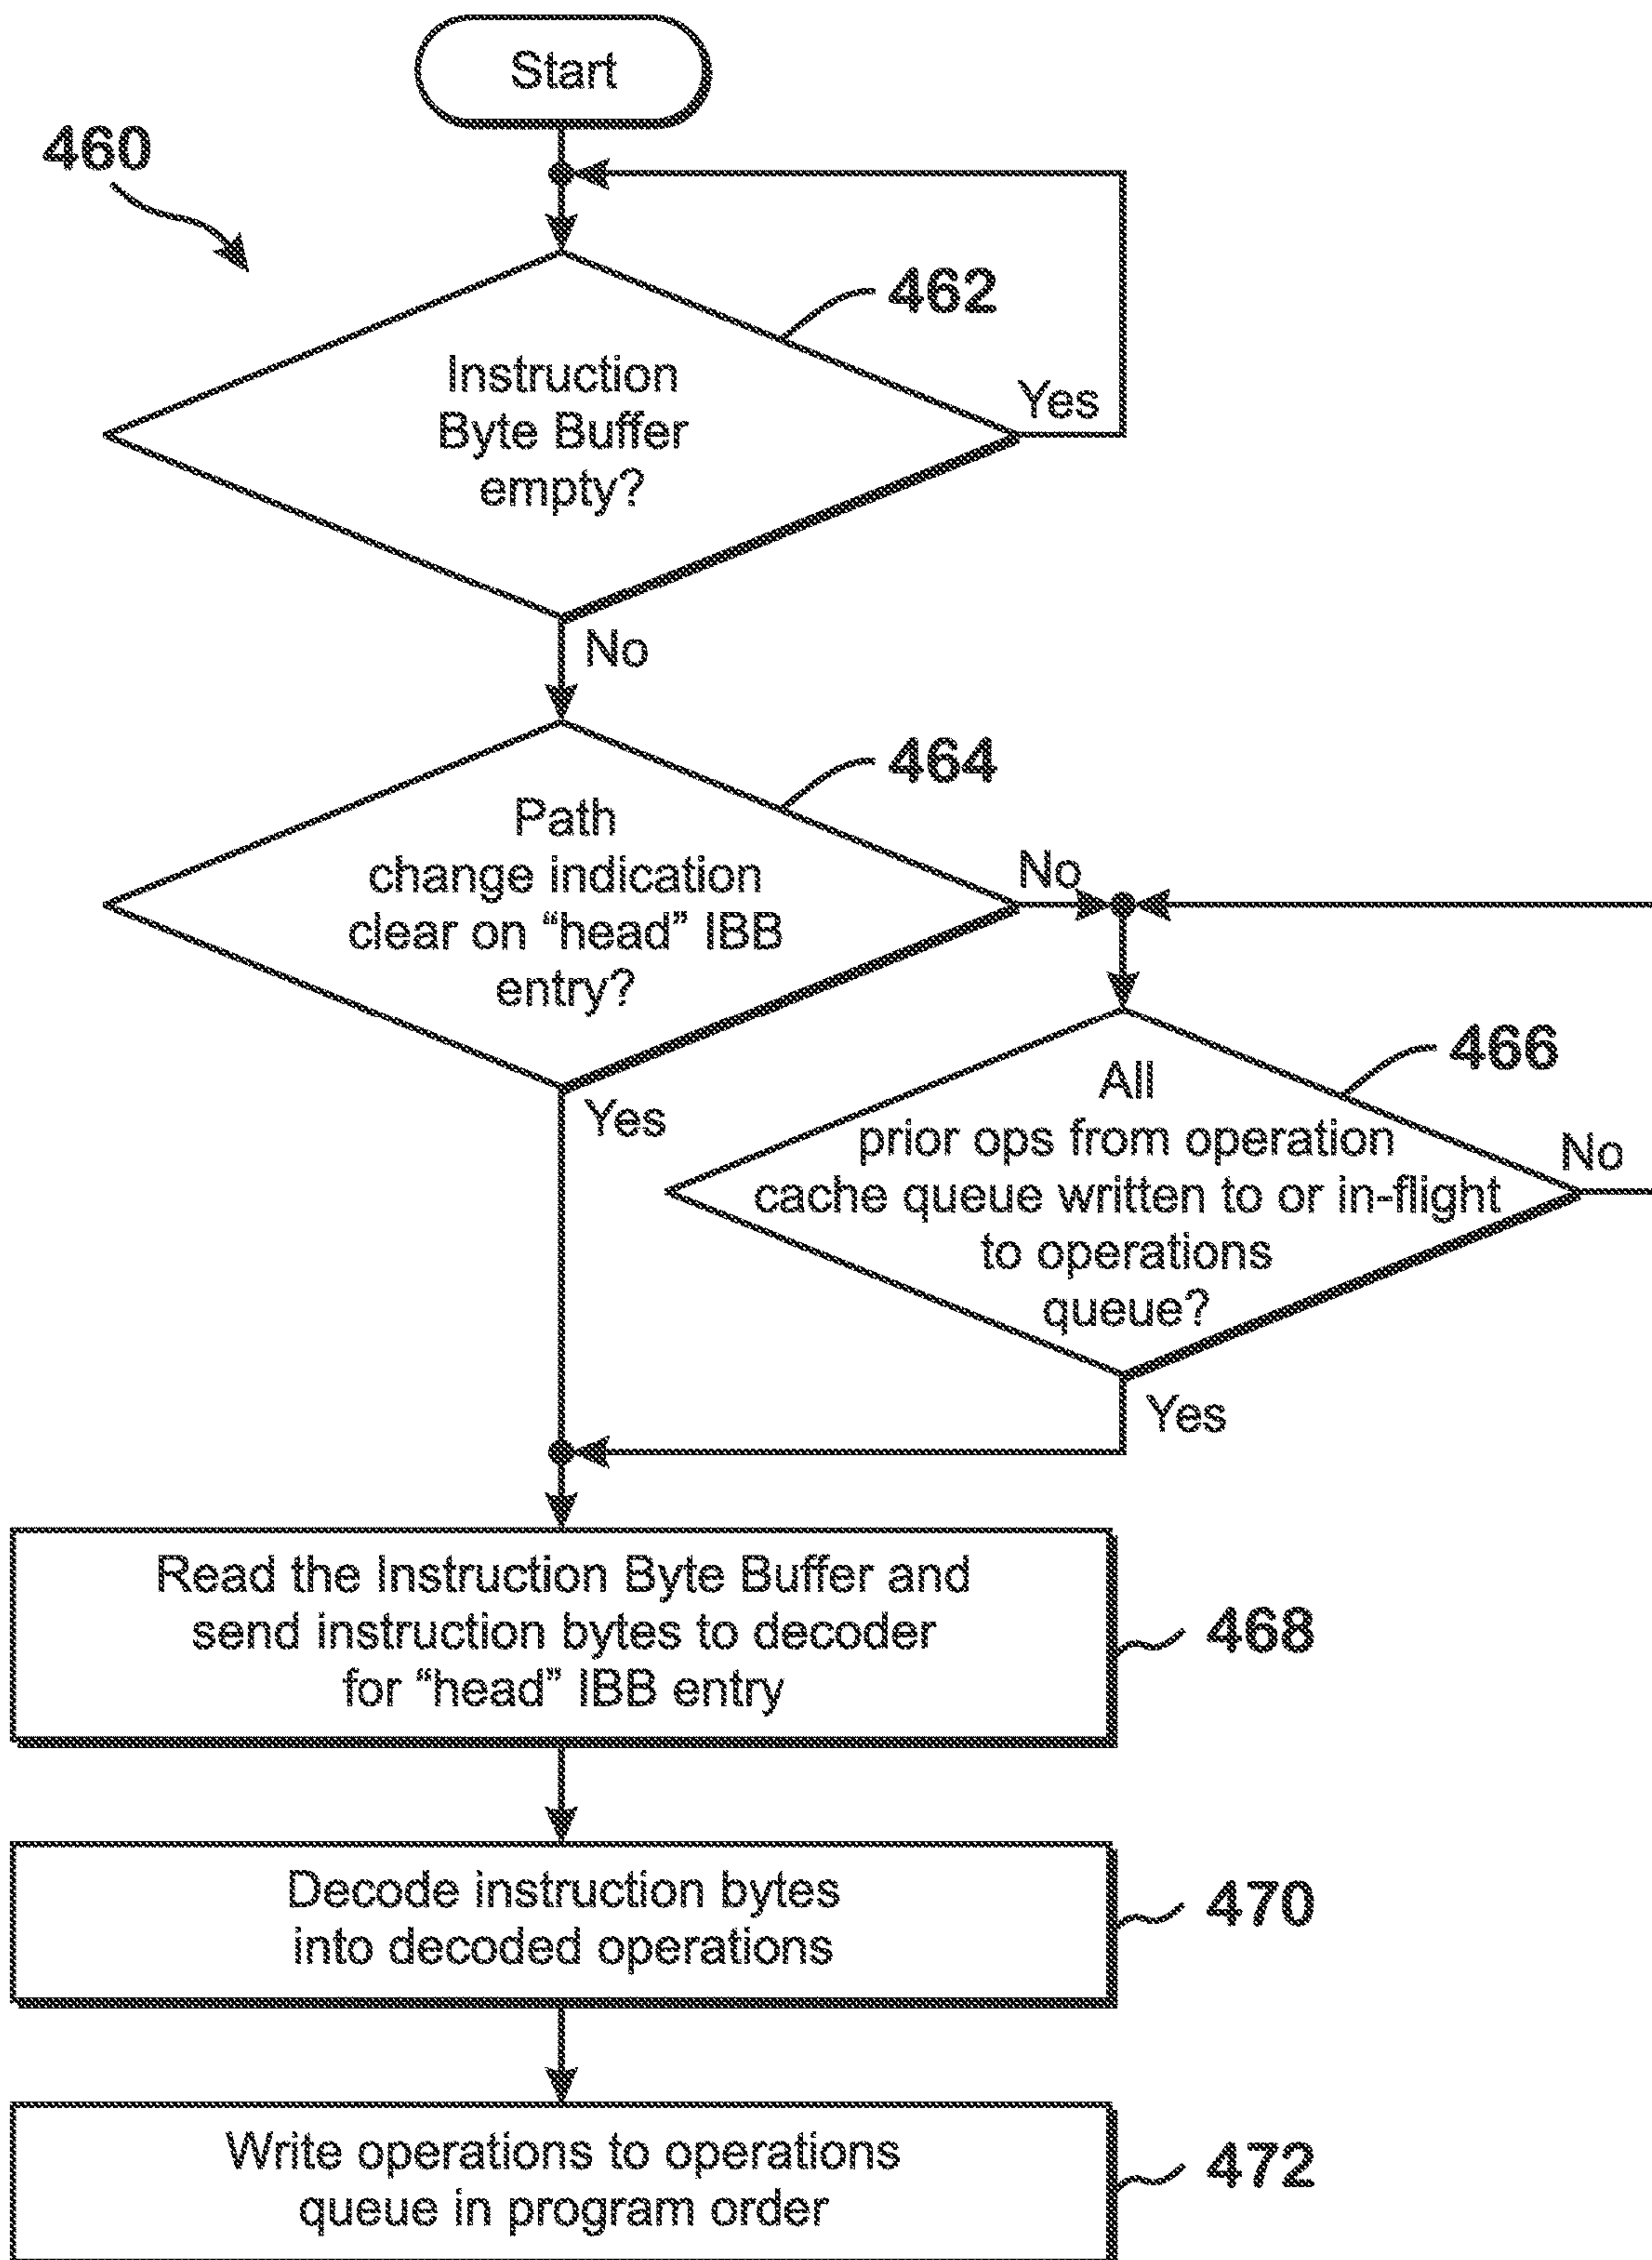 Start
460
462
Instruction
Byte Buffer
empty?
Yes
No
464
Path
change indication
clear on “head” IBB
entry?
No
Yes
466
All
prior ops from operation
cache queue written to or in-flight
to operations
queue?
No
Yes
Read the Instruction Byte Buffer and
send instruction bytes to decoder
for “head” IBB entry
468
Decode instruction bytes
into decoded operations
470
Write operations to operations
queue in program order
472